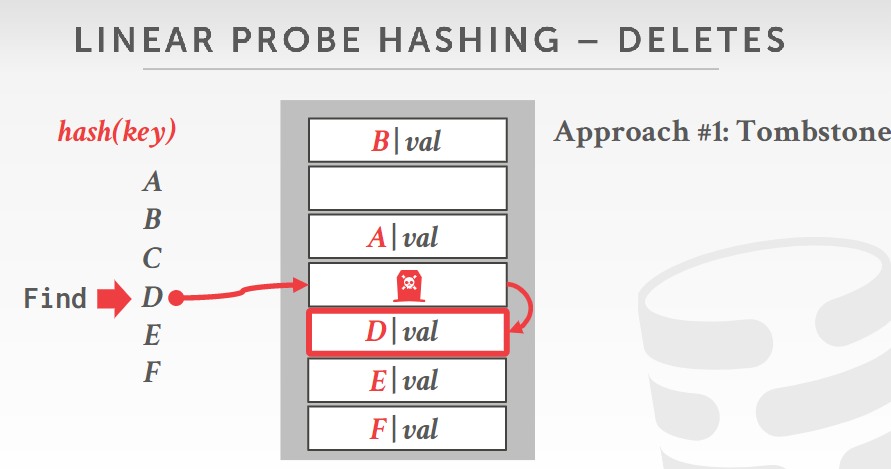 LINEAR PROBE HASHING – DELETES
hash(key)
A
B
C
Find D
E
F
B|val
A|val
D|val
E|val
F|val
Approach #1: Tombstone